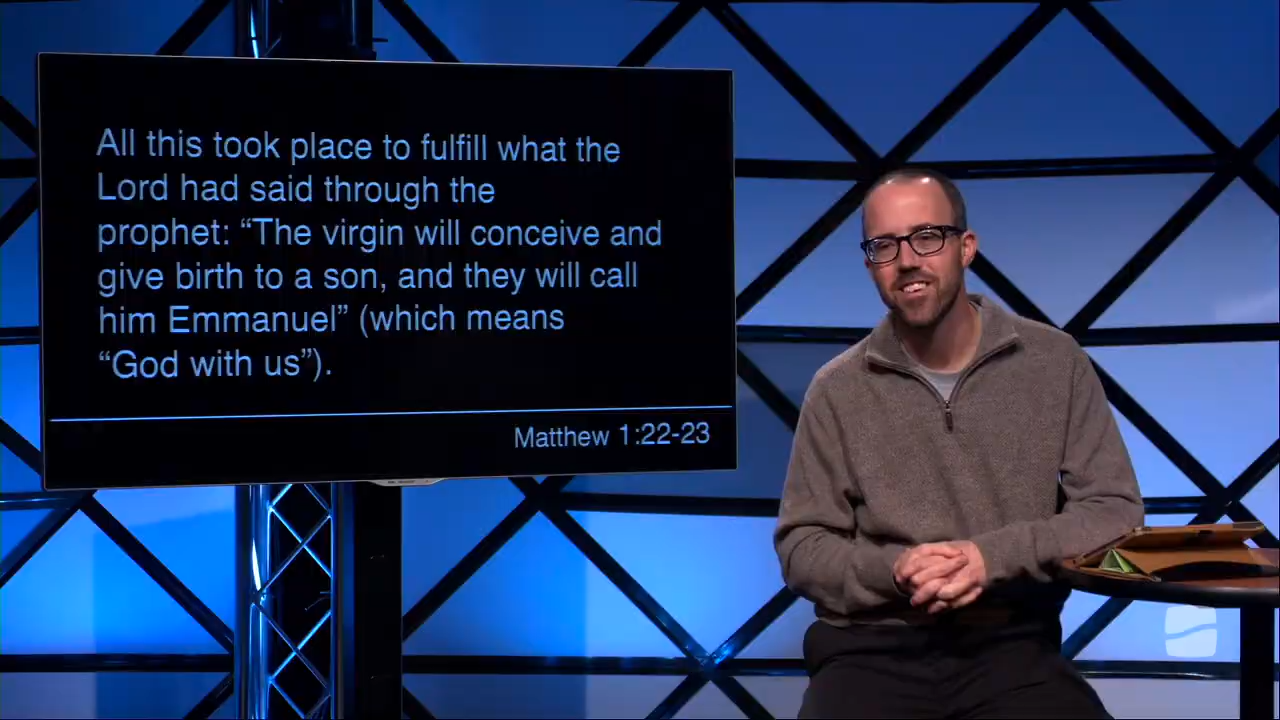 All this took place to fulfill what the
Lord had said through the
prophet: “The virgin will conceive and
give birth to a son, and they will call
him Emmanuel” (which means
“God with us”).
Matthew 1:22-23